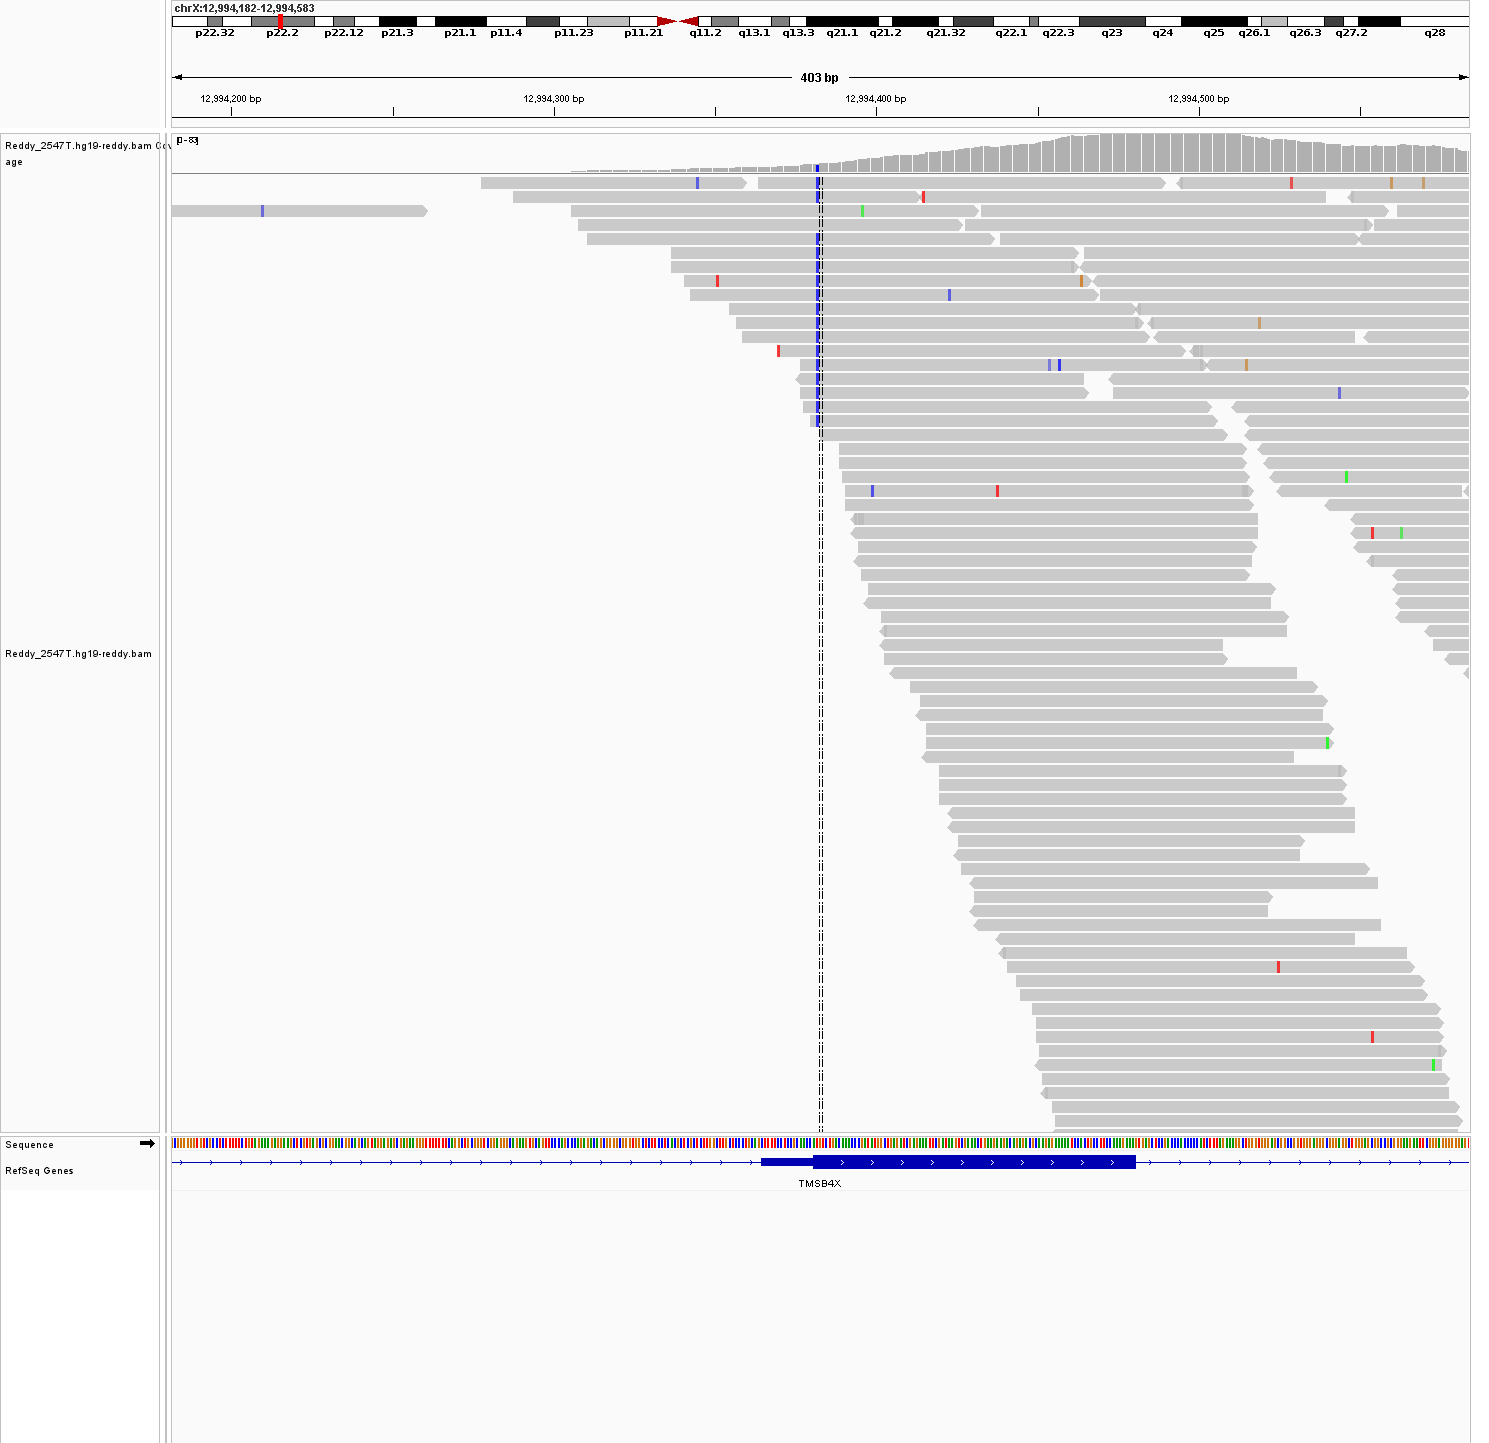 chrX:12,994,182-12,994,583
p22.32 p22.2 p22.12 p21.3 p21.1 p11.4 p11.23 p11.21 q11.2 q13.1 q13.3 q21.1 q21.2 q21.32 q22.1 q22.3 q23 q24 q25 q26.1 q26.3 q27.2 q28
403 bp
12,994,200 bp 12,994,300 bp 12,994,400 bp 12,994,500 bp
Reddy_2547T.hg19-reddy.bam Cov [0 - 83]
age
Reddy_2547T.hg19-reddy.bam
Sequence
RefSeq Genes
TMSB4X